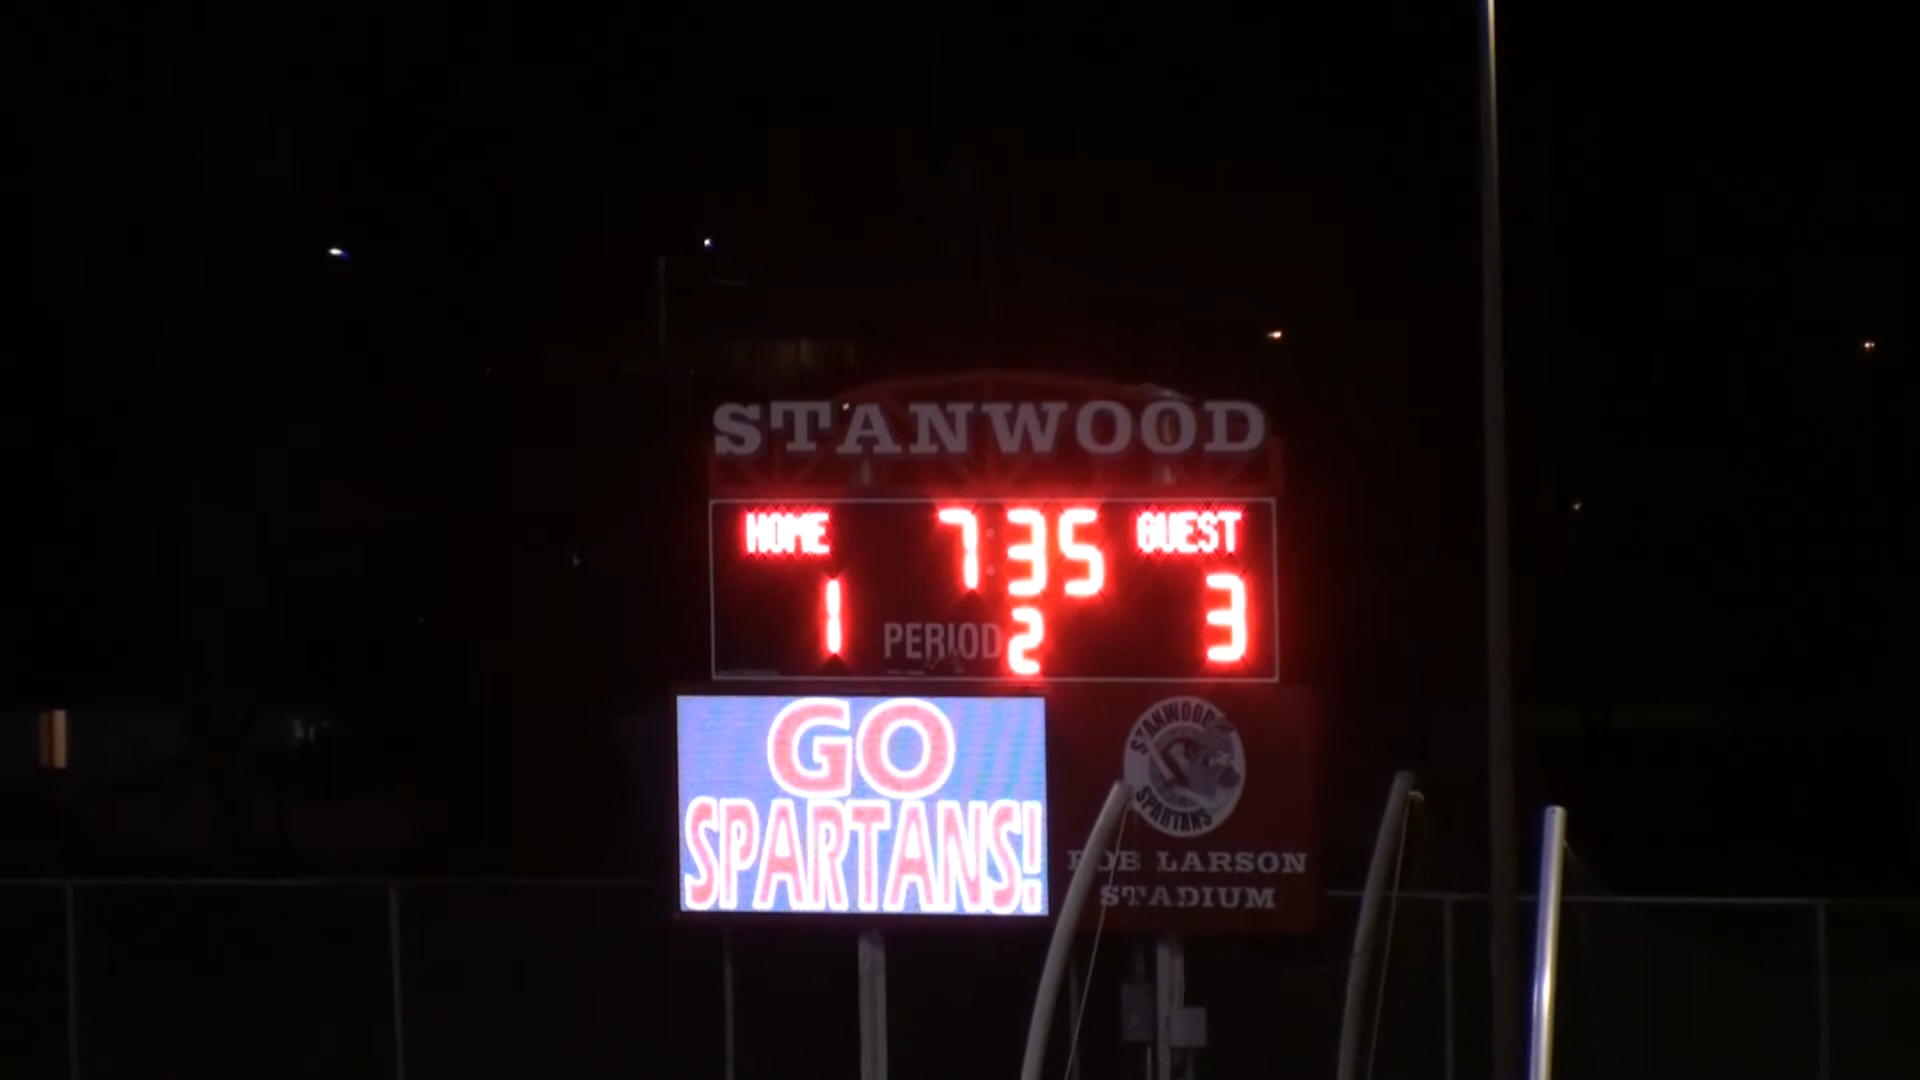 STANWOOD
HOME 7:35 GUEST
1 PERIOD 2 3
GO
SPARTANS!
STANWOOD
SPARTANS
BOB LARSON
STADIUM